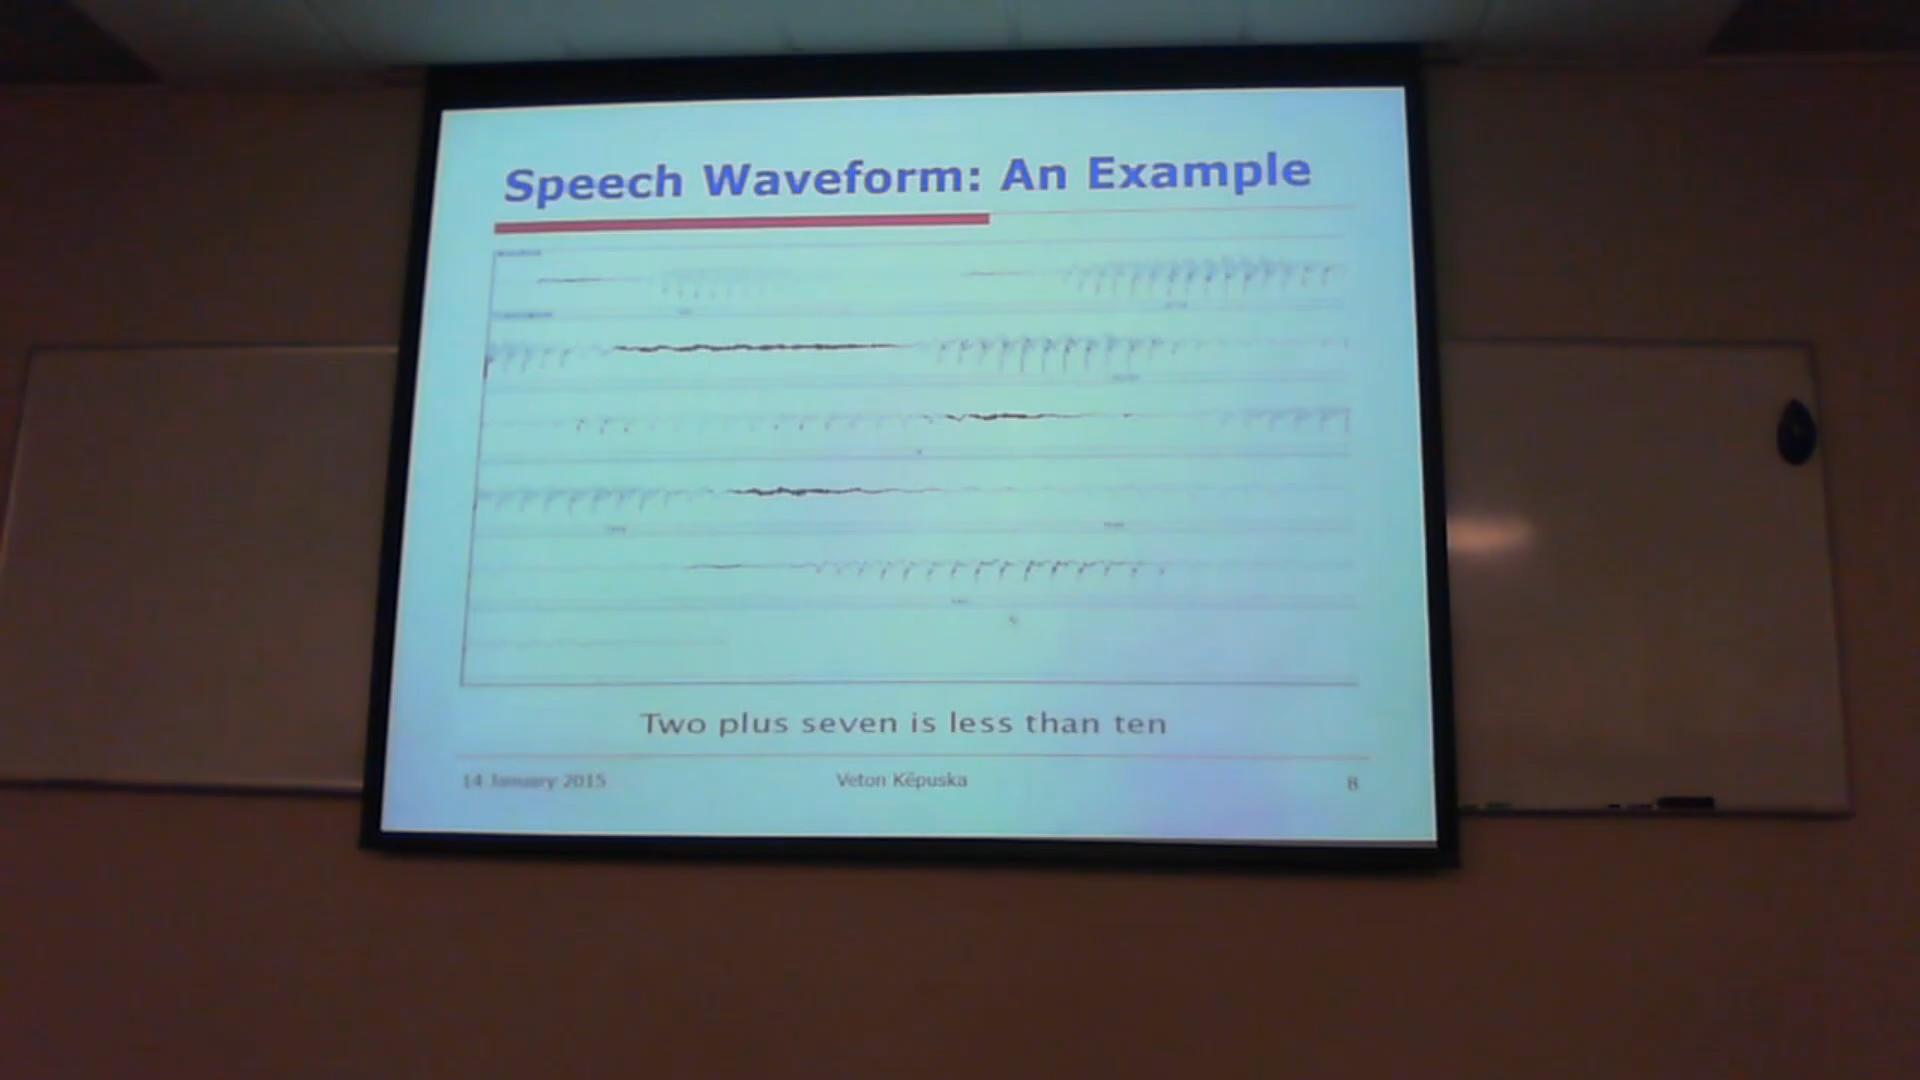 Speech Waveform: An Example
Two plus seven is less than ten
14 January 2015
Veton Këpuska
8